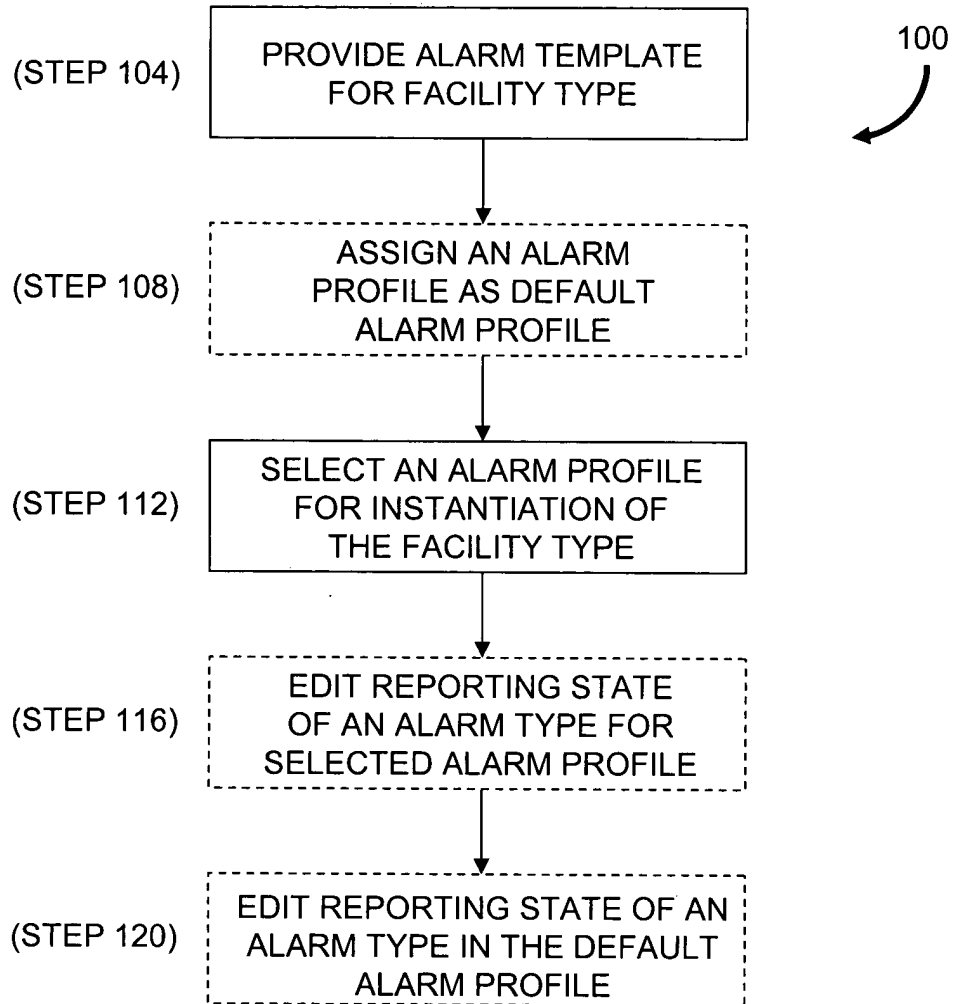 100
(STEP 104)
PROVIDE ALARM TEMPLATE
FOR FACILITY TYPE
(STEP 108)
ASSIGN AN ALARM
PROFILE AS DEFAULT
ALARM PROFILE
(STEP 112)
SELECT AN ALARM PROFILE
FOR INSTANTIATION OF
THE FACILITY TYPE
(STEP 116)
EDIT REPORTING STATE
OF AN ALARM TYPE FOR
SELECTED ALARM PROFILE
(STEP 120)
EDIT REPORTING STATE OF AN
ALARM TYPE IN THE DEFAULT
ALARM PROFILE